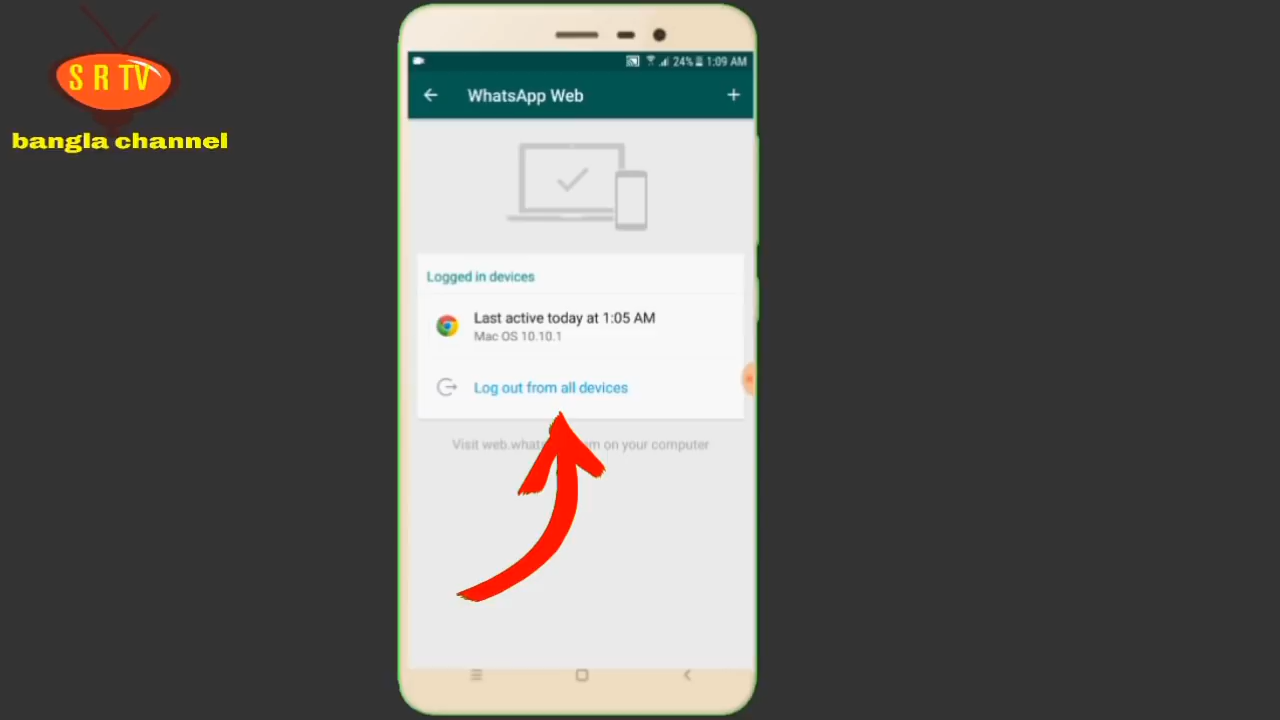 S R TV
bangla channel
24% 1:09 AM
WhatsApp Web
Logged in devices
Last active today at 1:05 AM
Mac OS 10.10.1
Log out from all devices
Visit web.whats m on your computer